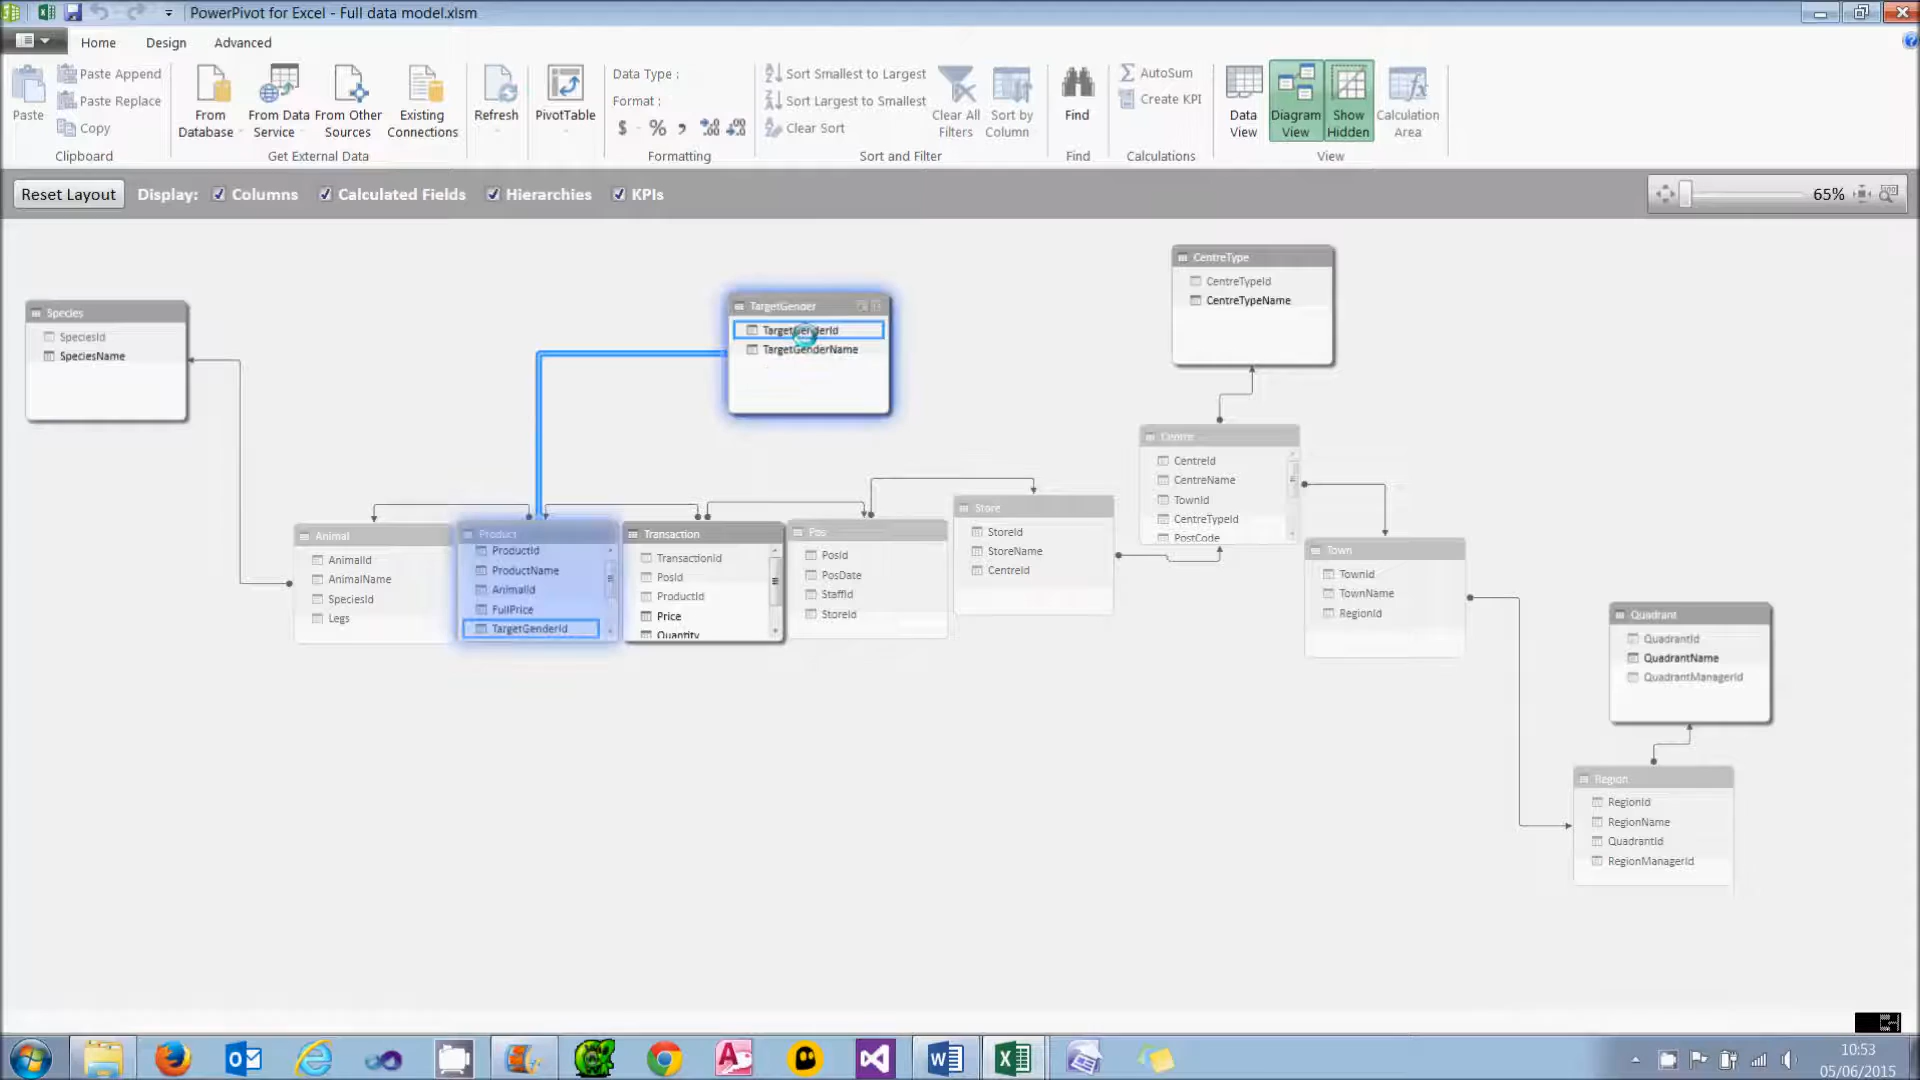 PowerPivot for Excel - Full data model.xlsm
Home Design Advanced
Paste
Paste Append
Paste Replace
Copy
Clipboard
From Database
From Data Service
From Other Sources
Existing Connections
Get External Data
Refresh
PivotTable
Data Type :
Format :
$ % ,
Formatting
Sort Smallest to Largest
Sort Largest to Smallest
Clear Sort
Clear All Filters
Sort by Column
Sort and Filter
Find
Find
AutoSum
Create KPI
Calculations
Data View
Diagram View
Show Hidden
Calculation Area
View
Reset Layout Display: Columns Calculated Fields Hierarchies KPIs 65%
Species
SpeciesId
SpeciesName
TargetGender
TargetGenderId
TargetGenderName
CentreType
CentreTypeId
CentreTypeName
Animal
AnimalId
AnimalName
SpeciesId
Legs
Product
ProductId
ProductName
AnimalId
FullPrice
TargetGenderId
Transaction
TransactionId
PosId
ProductId
Price
Quantity
Pos
PosId
PosDate
StaffId
StoreId
Store
StoreId
StoreName
CentreId
Centre
CentreId
CentreName
TownId
CentreTypeId
PostCode
Town
TownId
TownName
RegionId
Quadrant
QuadrantId
QuadrantName
QuadrantManagerId
Region
RegionId
RegionName
QuadrantId
RegionManagerId
10:53
05/06/2015